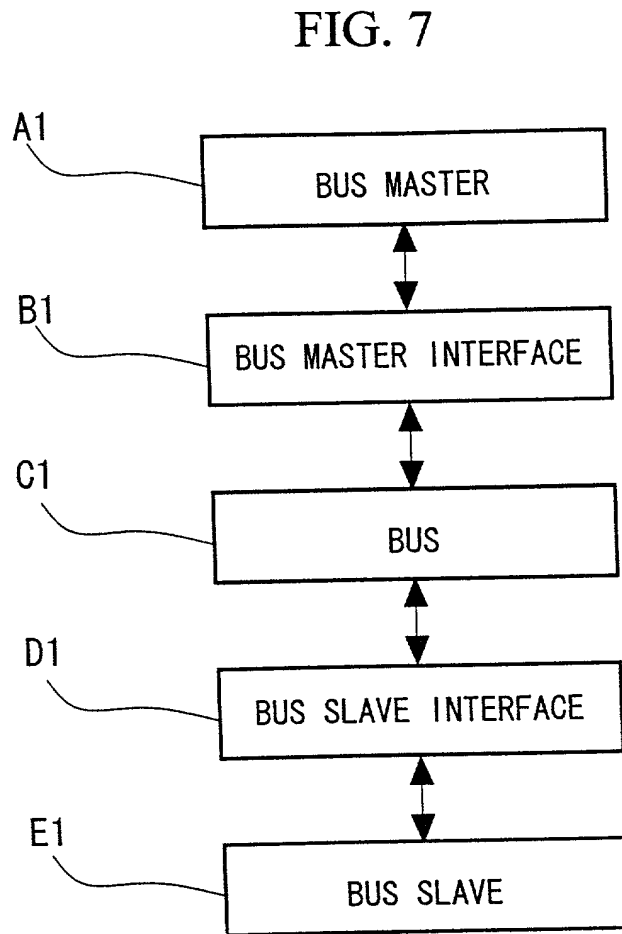 FIG. 7
A1
BUS MASTER
B1
BUS MASTER INTERFACE
C1
BUS
D1
BUS SLAVE INTERFACE
E1
BUS SLAVE